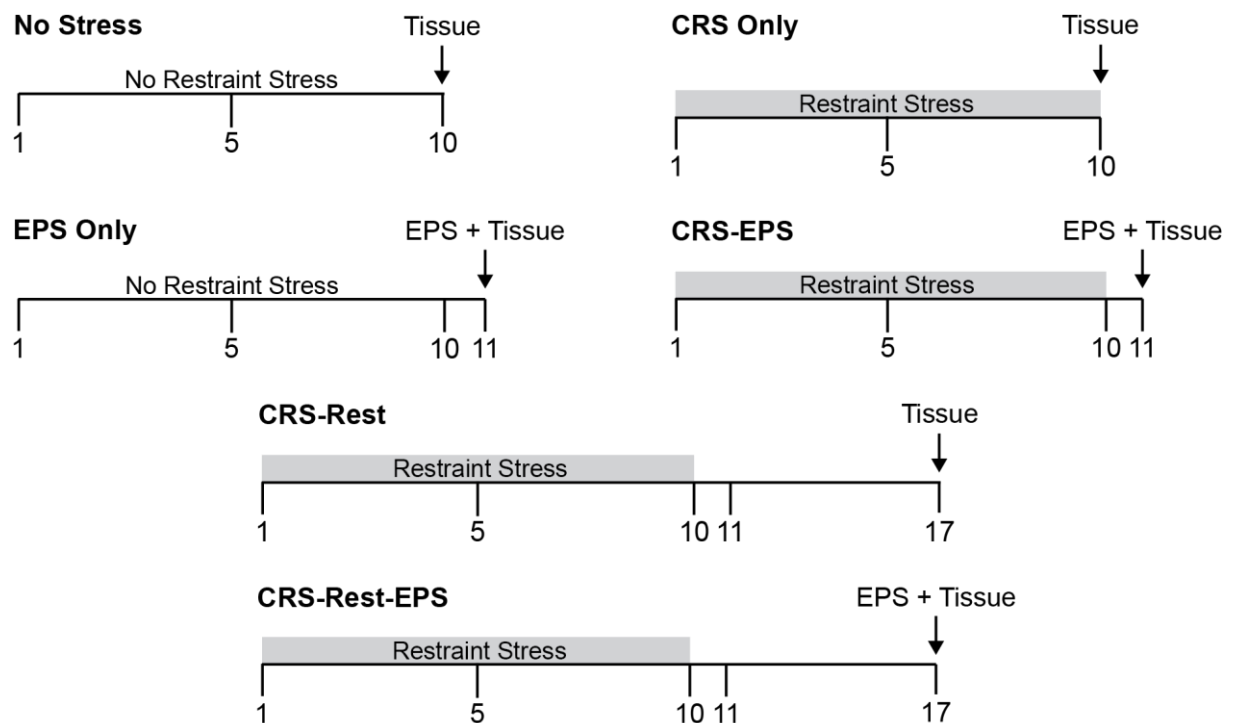 No Stress
Tissue
No Restraint Stress
1 5 10
CRS Only
Tissue
Restraint Stress
1 5 10
EPS Only
EPS + Tissue
No Restraint Stress
1 5 10 11
CRS-EPS
EPS + Tissue
Restraint Stress
1 5 10 11
CRS-Rest
Tissue
Restraint Stress
1 5 10 11 17
CRS-Rest-EPS
EPS + Tissue
Restraint Stress
1 5 10 11 17